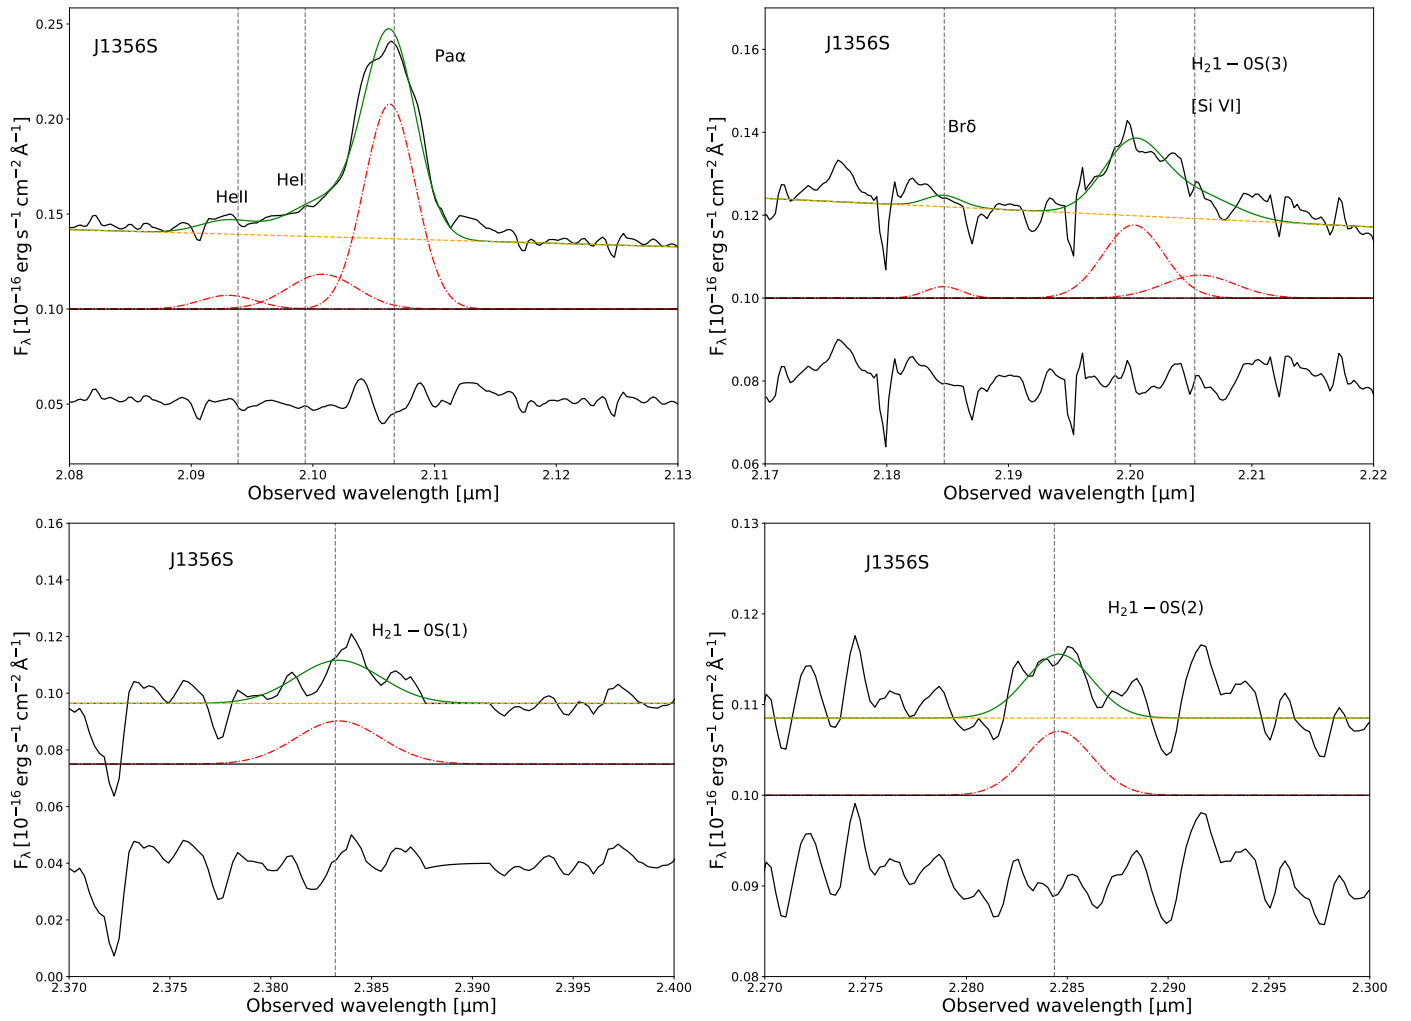 J1356S
Paα
HeI
HeII
0.25
0.20
0.15
0.10
0.05
2.08 2.09 2.10 2.11 2.12 2.13
Observed wavelength [μm]
F_λ [10^−16 erg s^−1 cm^−2 Å^−1]
J1356S
H₂1 − 0S(3)
[Si VI]
Brδ
0.16
0.14
0.12
0.10
0.08
0.06
2.17 2.18 2.19 2.20 2.21 2.22
Observed wavelength [μm]
F_λ [10^−16 erg s^−1 cm^−2 Å^−1]
J1356S
H₂1 − 0S(1)
0.16
0.14
0.12
0.10
0.08
0.06
0.04
0.02
0.00
2.370 2.375 2.380 2.385 2.390 2.395 2.400
Observed wavelength [μm]
F_λ [10^−16 erg s^−1 cm^−2 Å^−1]
J1356S
H₂1 − 0S(2)
0.13
0.12
0.11
0.10
0.09
0.08
2.270 2.275 2.280 2.285 2.290 2.295 2.300
Observed wavelength [μm]
F_λ [10^−16 erg s^−1 cm^−2 Å^−1]